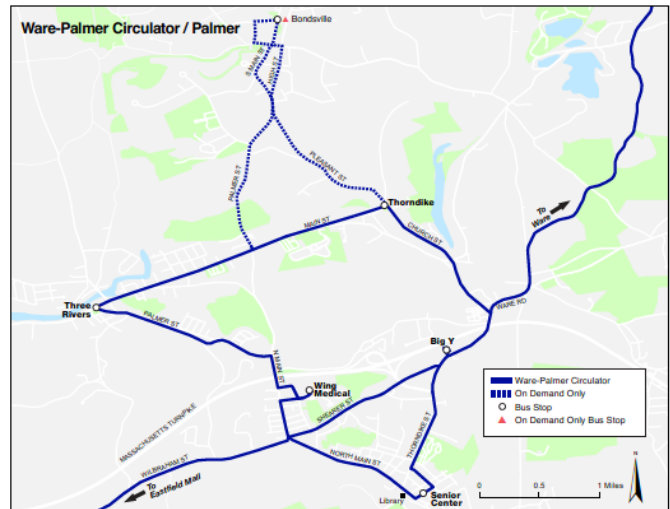 Ware-Palmer Circulator / Palmer
Bondsville
S MAIN ST
HIGH ST
PLEASANT ST
PALMER ST
Thorndike
MAIN ST
CHURCH ST
To
Ware
WARE RD
Three
Rivers
PALMER ST
N MAIN ST
Big Y
Wing
Medical
SHEARER ST
THORNDIKE ST
MASSACHUSETTS TURNPIKE
WILBRAHAM ST
To
Eastfield Mall
NORTH MAIN ST
Library
Senior
Center
Ware-Palmer Circulator
On Demand Only
Bus Stop
On Demand Only Bus Stop
N
0 0.5 1 Miles